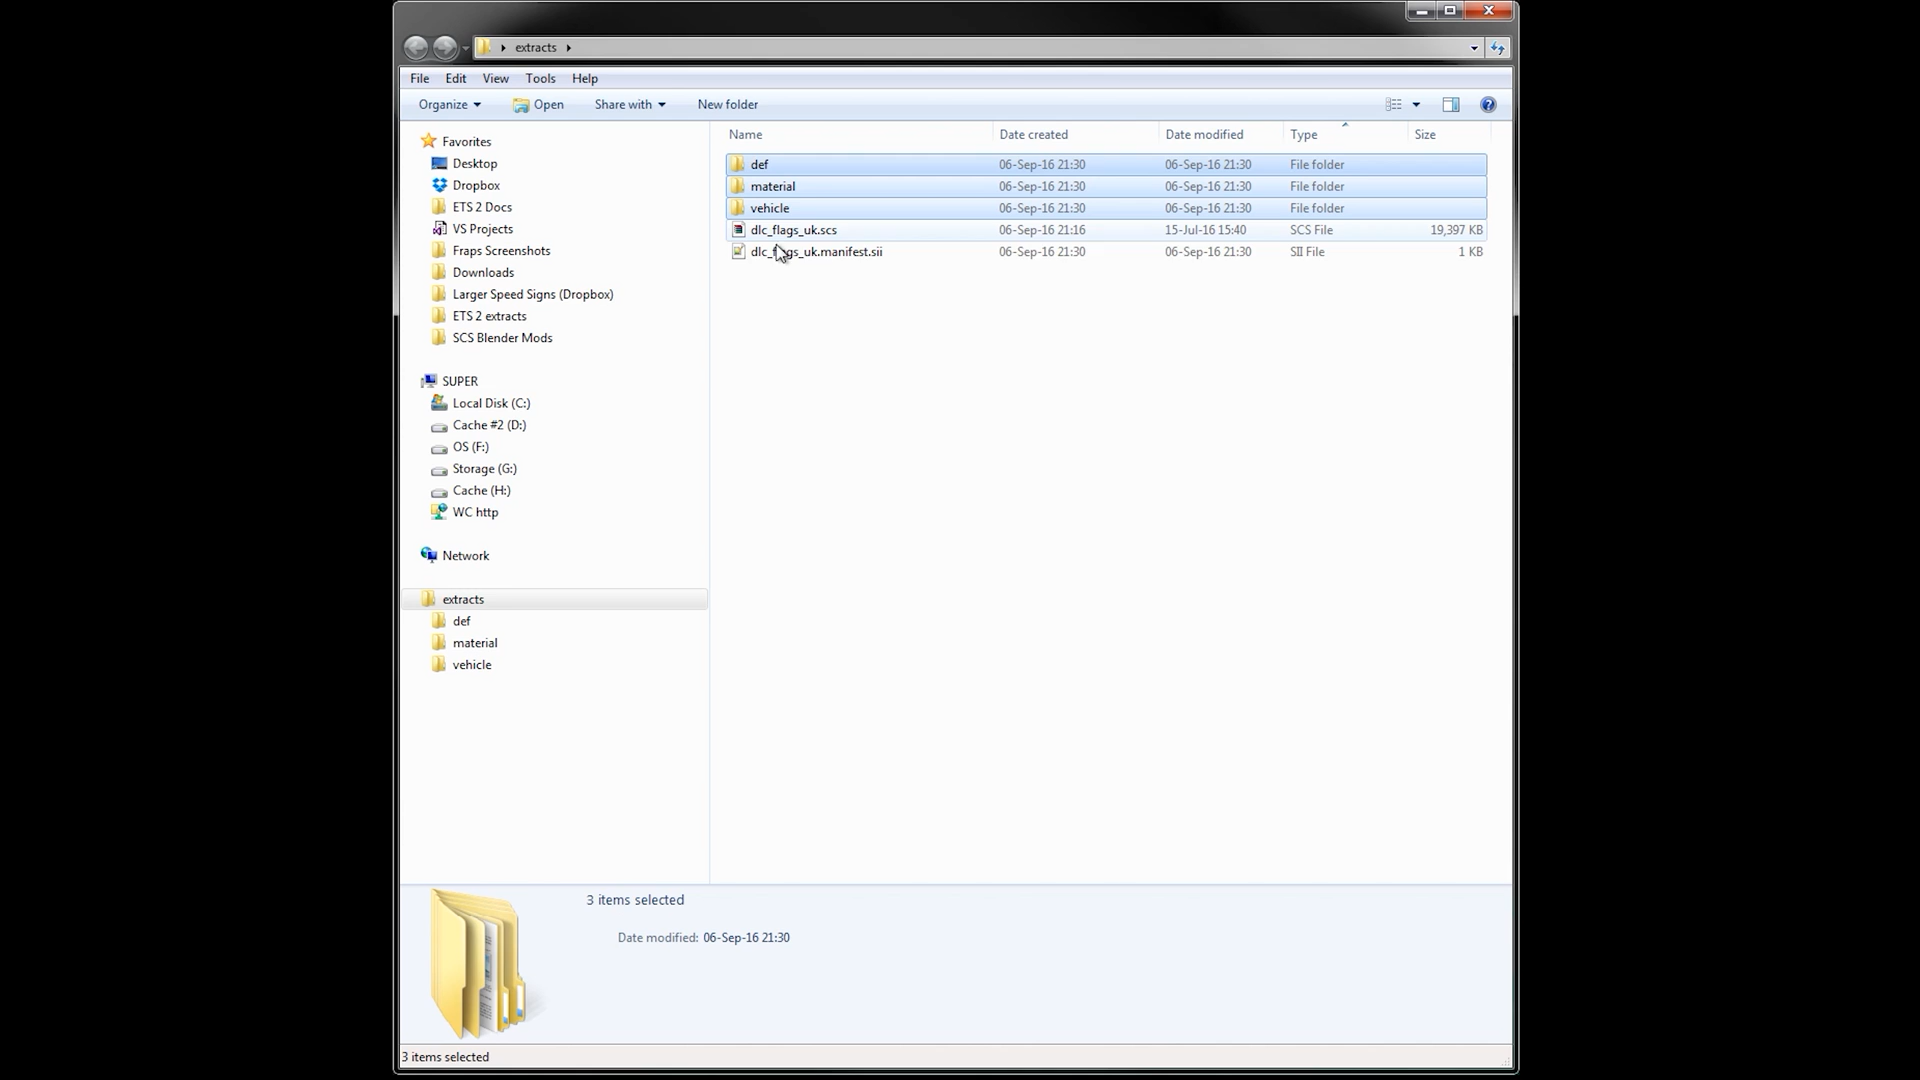 extracts
File Edit View Tools Help
Organize Open Share with New folder
Name Date created Date modified Type Size
def 06-Sep-16 21:30 06-Sep-16 21:30 File folder
material 06-Sep-16 21:30 06-Sep-16 21:30 File folder
vehicle 06-Sep-16 21:30 06-Sep-16 21:30 File folder
dlc_flags_uk.scs 06-Sep-16 21:16 15-Jul-16 15:40 SCS File 19,397 KB
dlc_flags_uk.manifest.sii 06-Sep-16 21:30 06-Sep-16 21:30 SII File 1 KB
Favorites
Desktop
Dropbox
ETS 2 Docs
VS Projects
Fraps Screenshots
Downloads
Larger Speed Signs (Dropbox)
ETS 2 extracts
SCS Blender Mods
SUPER
Local Disk (C:)
Cache #2 (D:)
OS (F:)
Storage (G:)
Cache (H:)
WC http
Network
extracts
def
material
vehicle
3 items selected
Date modified: 06-Sep-16 21:30
3 items selected